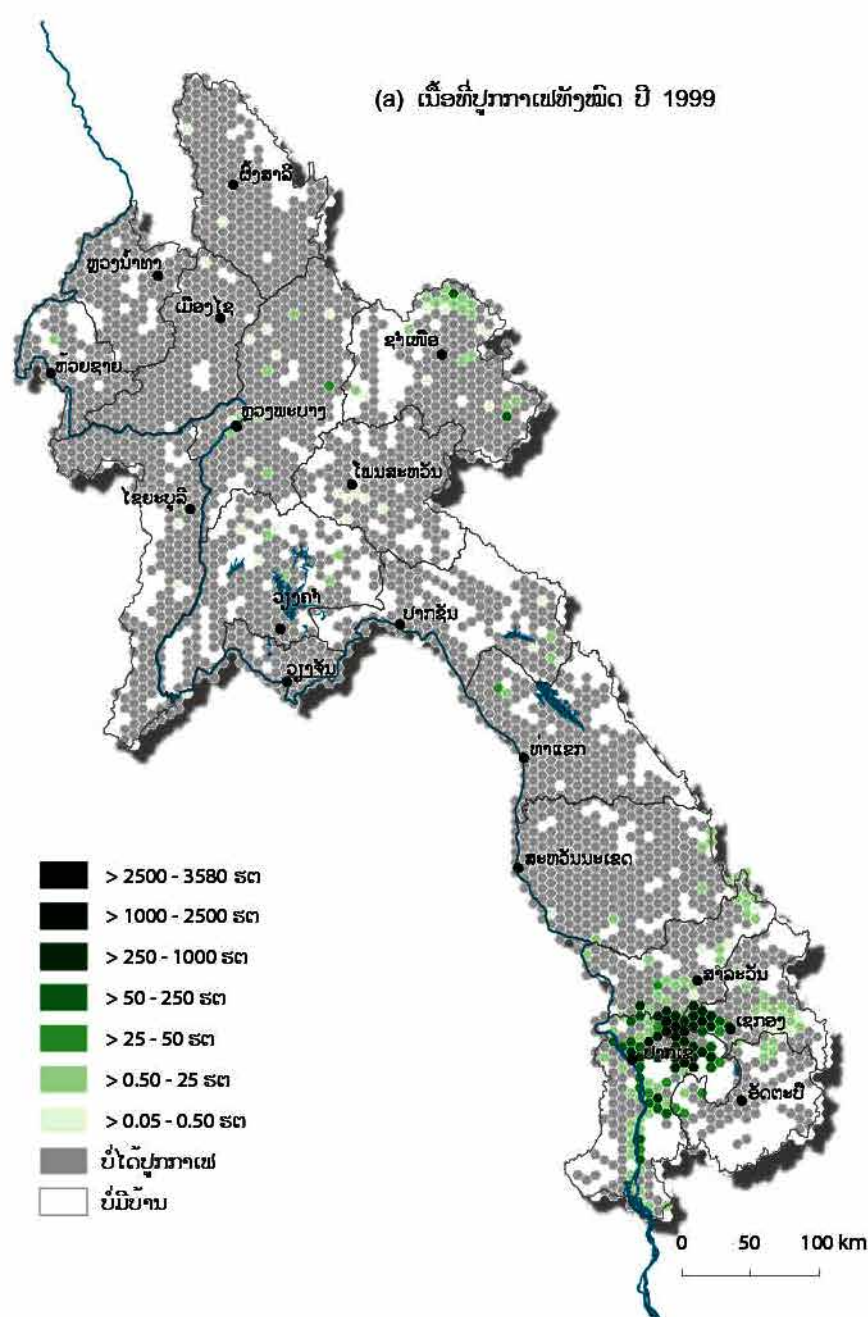 (a) ເນື້ອທີ່ປູກກາເຟທັງໝົດ ປີ 1999
ຜົ້ງສາລີ
ຫຼວງນ້ຳທາ
ເມືອງໄຊ
ຊຳເໜືອ
ຫ້ວຍຊາຍ
ຫຼວງພະບາງ
ໂພນສະຫວັນ
ໄຊຍະບູລີ
ວຽງຄຳ
ປາກຊັນ
ວຽງຈັນ
ທ່າແຂກ
ສະຫວັນນະເຂດ
ສາລະວັນ
ເຊກອງ
ປາກເຊ
ອັດຕະປື
> 2500 - 3580 ຮຕ
> 1000 - 2500 ຮຕ
> 250 - 1000 ຮຕ
> 50 - 250 ຮຕ
> 25 - 50 ຮຕ
> 0.50 - 25 ຮຕ
> 0.05 - 0.50 ຮຕ
ບໍ່ໄດ້ປູກກາເຟ
ບໍ່ມີບ້ານ
0 50 100 km